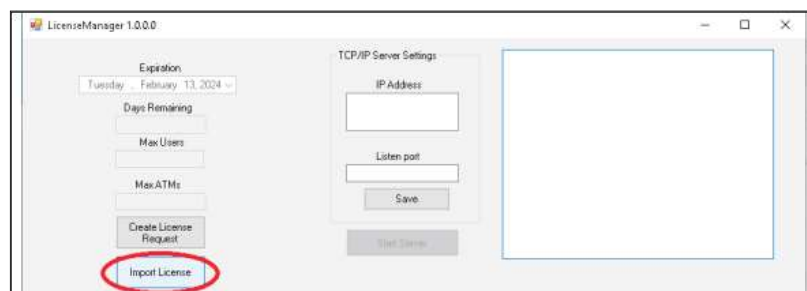 LicenseManager 1.0.0.0
Expiration
Tuesday , February 13, 2024
Days Remaining
Max Users
Max ATMs
Create License
Request
Import License
TCP/IP Server Settings
IP Address
Listen port
Save
Start Server